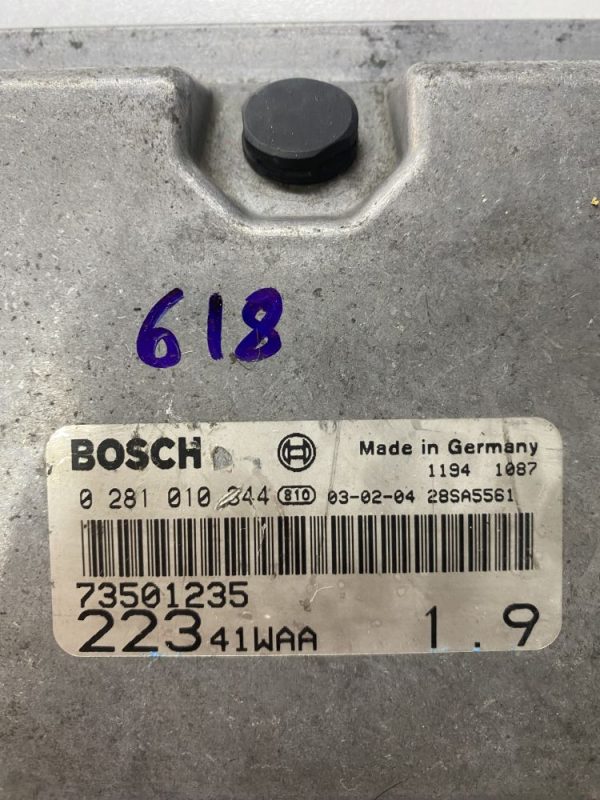 618
BOSCH Made in Germany
1194 1087
0 281 010 344 810 03-02-04 28SA5561
73501235
223 41WAA 1.9